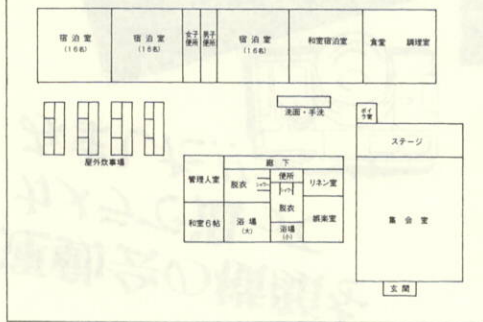 宿泊室
(16名)
宿泊室
(16名)
女子
便所
男子
便所
宿泊室
(16名)
和室宿泊室
食堂
調理室
洗面・手洗
屋外炊事場
ボイラ室
ステージ
集会室
玄関
廊下
管理人室
脱衣
シャワー
便所
シャワー
リネン室
脱衣
和室6帖
浴場
(大)
浴場
(小)
娯楽室